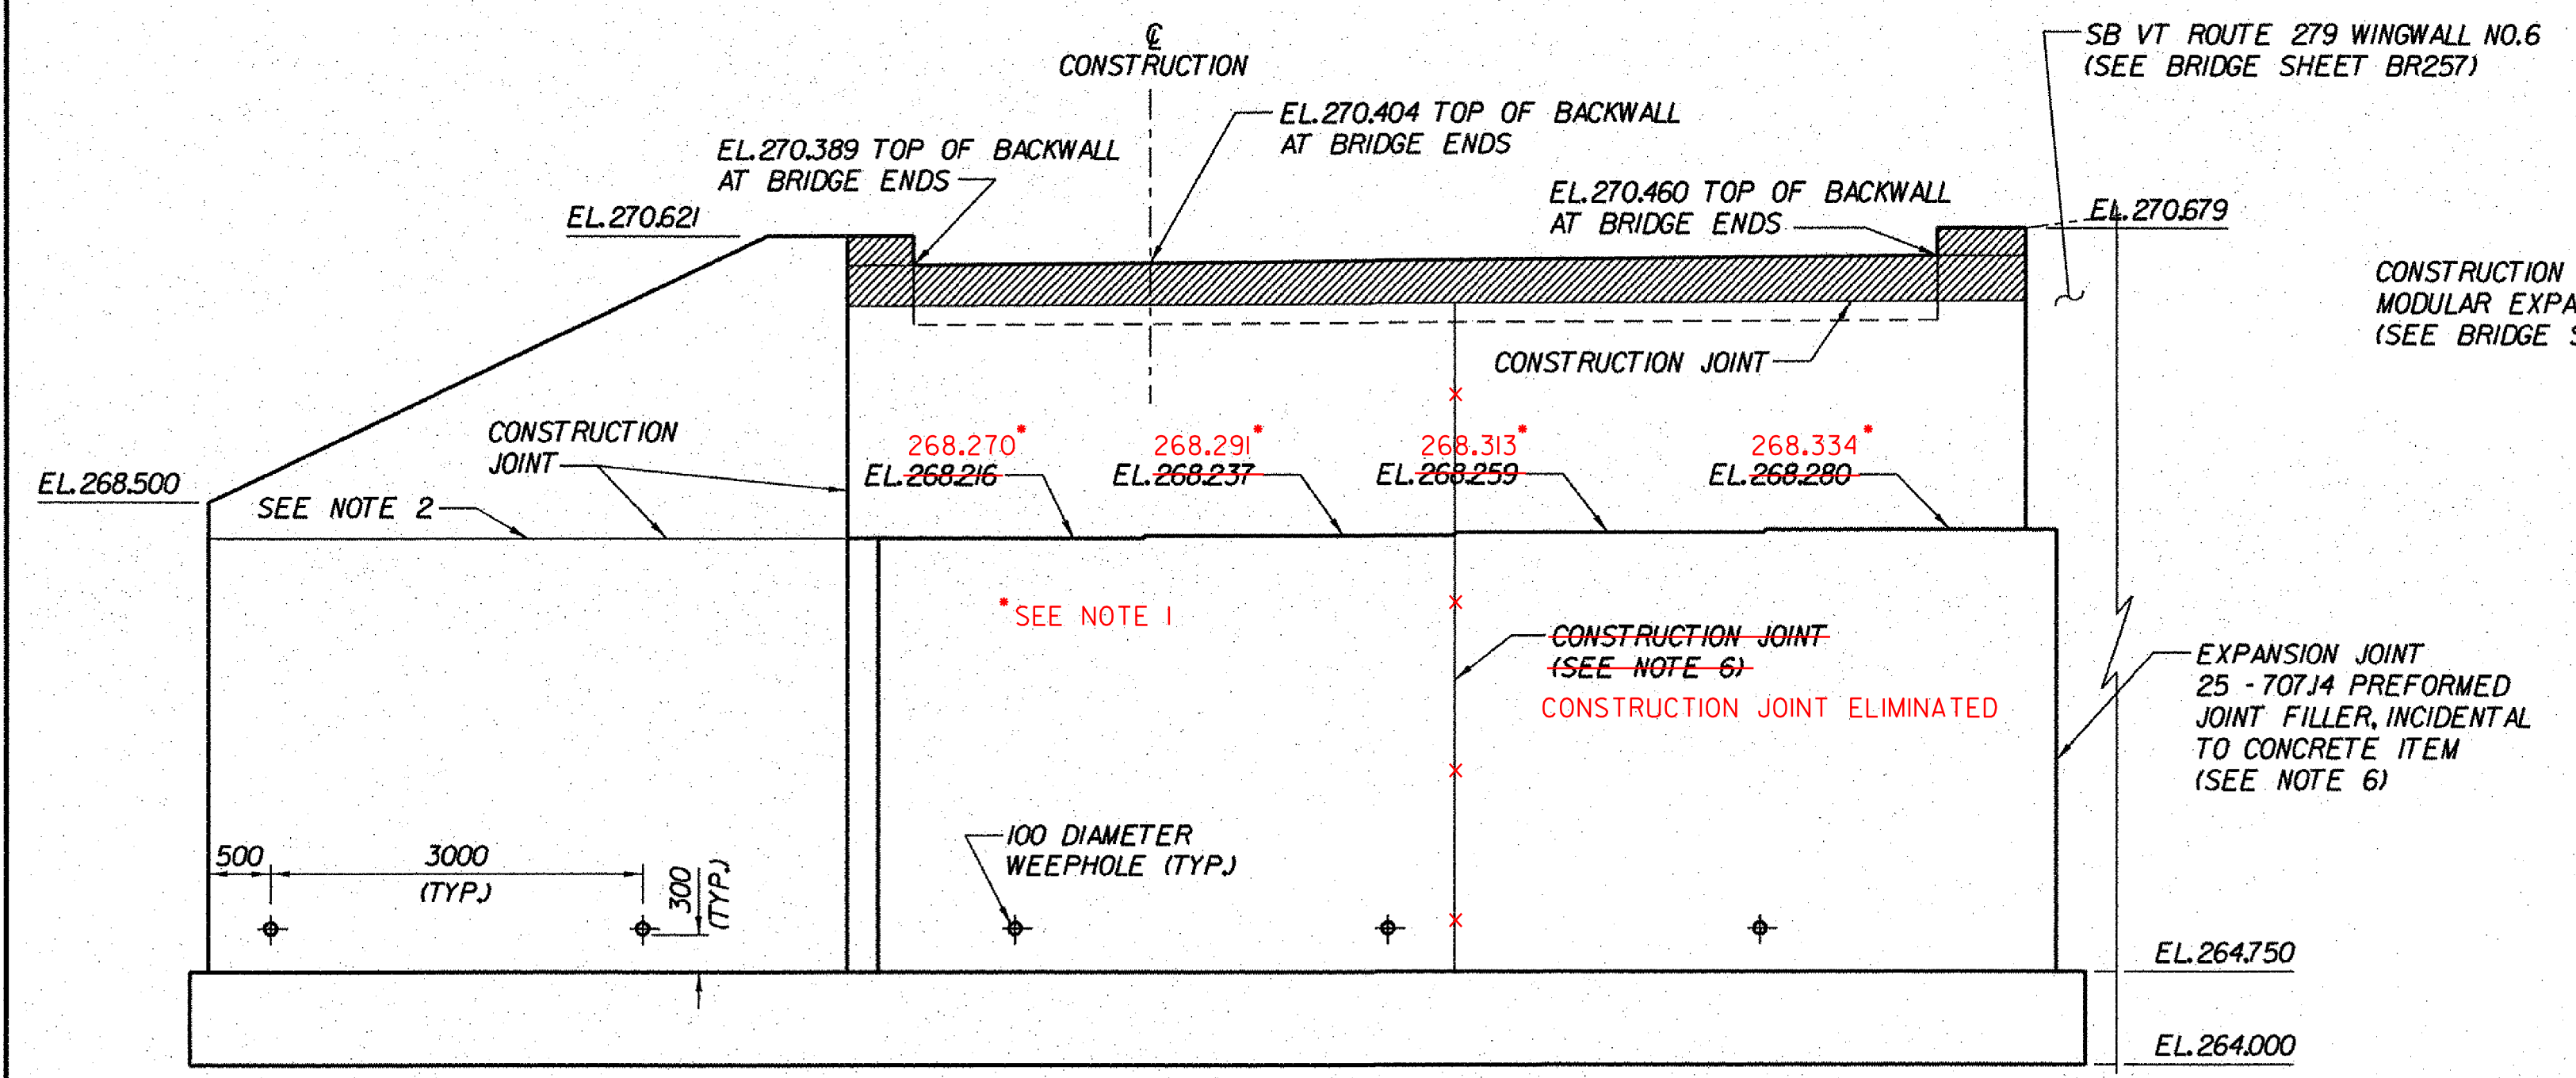 ℄
CONSTRUCTION
SB VT ROUTE 279 WINGWALL NO.6
(SEE BRIDGE SHEET BR257)
EL.270.404 TOP OF BACKWALL
AT BRIDGE ENDS
EL.270.389 TOP OF BACKWALL
AT BRIDGE ENDS
EL.270.460 TOP OF BACKWALL
AT BRIDGE ENDS
EL.270.621
EL.270.679
CONSTRUCTION
MODULAR EXPA
(SEE BRIDGE S
CONSTRUCTION JOINT
CONSTRUCTION
JOINT
268.270*
268.291*
268.313*
268.334*
EL.268.216
EL.268.237
EL.268.259
EL.268.280
EL.268.500
SEE NOTE 2
*SEE NOTE 1
CONSTRUCTION JOINT
(SEE NOTE 6)
CONSTRUCTION JOINT ELIMINATED
EXPANSION JOINT
25 - 707.14 PREFORMED
JOINT FILLER, INCIDENTAL
TO CONCRETE ITEM
(SEE NOTE 6)
100 DIAMETER
WEEPHOLE (TYP.)
500
3000
(TYP.)
300
(TYP.)
EL.264.750
EL.264.000